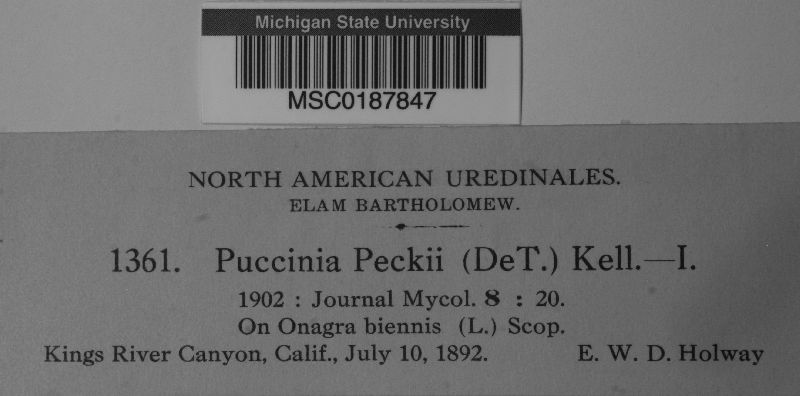 Michigan State University
MSC0187847
NORTH AMERICAN UREDINALES.
ELAM BARTHOLOMEW.
1361. Puccinia Peckii (DeT.) Kell.—I.
1902 : Journal Mycol. 8 : 20.
On Onagra biennis (L.) Scop.
Kings River Canyon, Calif., July 10, 1892. E. W. D. Holway